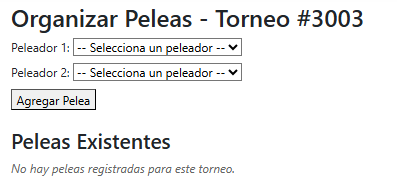 Organizar Peleas - Torneo #3003
Peleador 1: -- Selecciona un peleador --
Peleador 2: -- Selecciona un peleador --
Agregar Pelea
Peleas Existentes
No hay peleas registradas para este torneo.